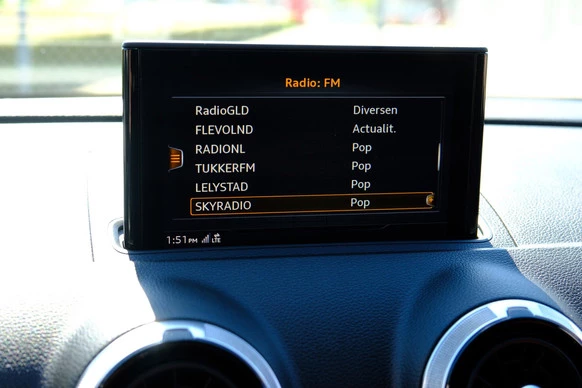 Radio: FM
RadioGLD Diversen
FLEVOLND Actualit.
RADIONL Pop
TUKKERFM Pop
LELYSTAD Pop
SKYRADIO Pop
1:51PM LTE